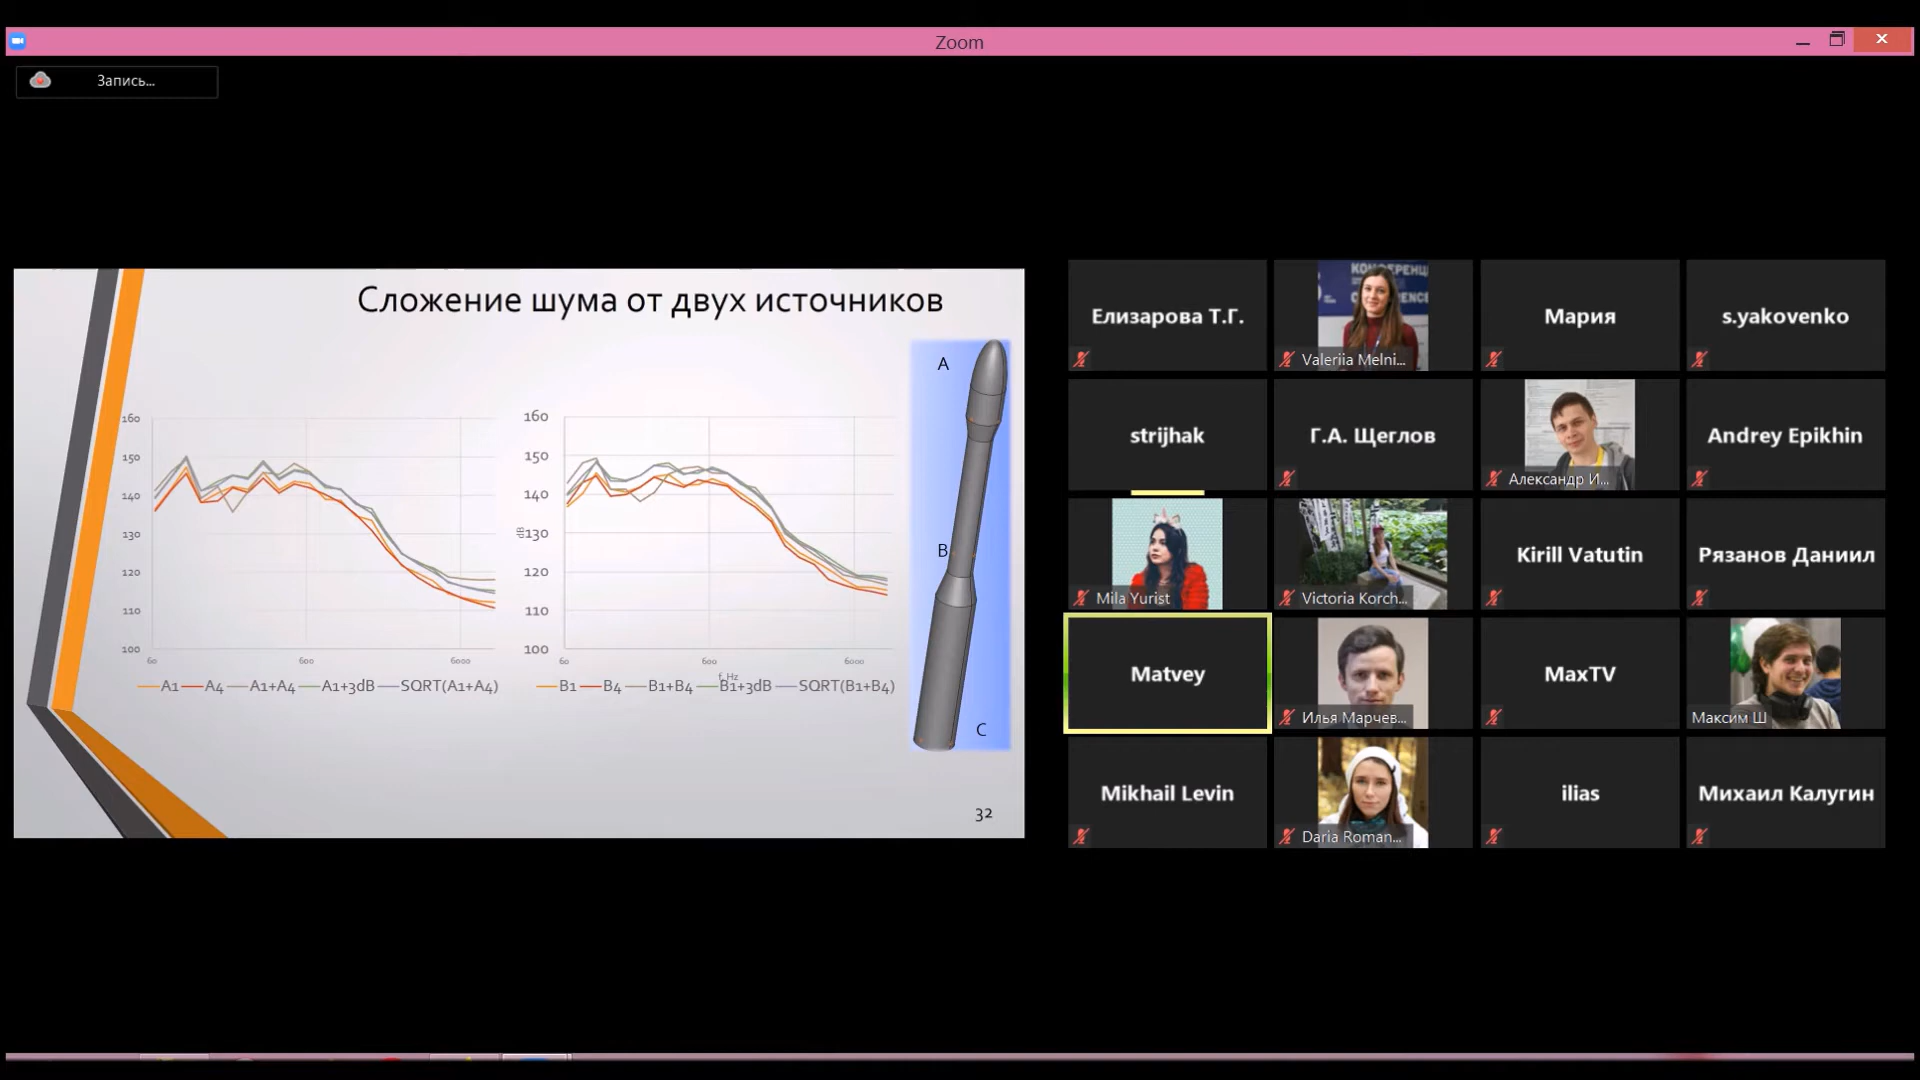 Zoom
Запись...
Сложение шума от двух источников
A
B
C
160
150
140
130
120
110
100
60
600
6000
A1
A4
A1+A4
A1+3dB
SQRT(A1+A4)
160
150
140
130
120
110
100
dB
60
600
6000
f, Hz
B1
B4
B1+B4
B1+3dB
SQRT(B1+B4)
32
Елизарова Т.Г.
КОНФЕРЕНЦ
Valeriia Melni...
Мария
s.yakovenko
strijhak
Г.А. Щеглов
Александр И...
Andrey Epikhin
Mila Yurist
Victoria Korch...
Kirill Vatutin
Рязанов Даниил
Matvey
Илья Марчев...
MaxTV
Максим Ш
Mikhail Levin
Daria Roman...
ilias
Михаил Калугин